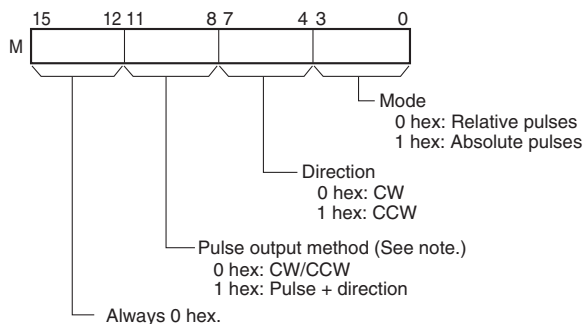 15 12 11 8 7 4 3 0
M
Mode
0 hex: Relative pulses
1 hex: Absolute pulses
Direction
0 hex: CW
1 hex: CCW
Pulse output method (See note.)
0 hex: CW/CCW
1 hex: Pulse + direction
Always 0 hex.